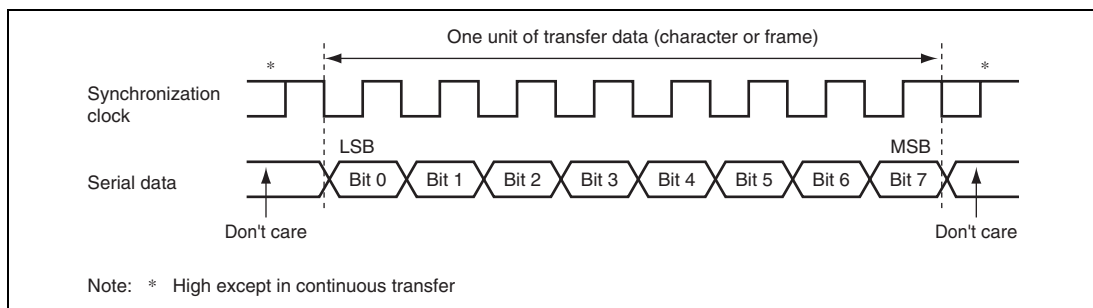 One unit of transfer data (character or frame)
* *
Synchronization
clock
LSB MSB
Serial data Bit 0 Bit 1 Bit 2 Bit 3 Bit 4 Bit 5 Bit 6 Bit 7
Don't care Don't care
Note: * High except in continuous transfer